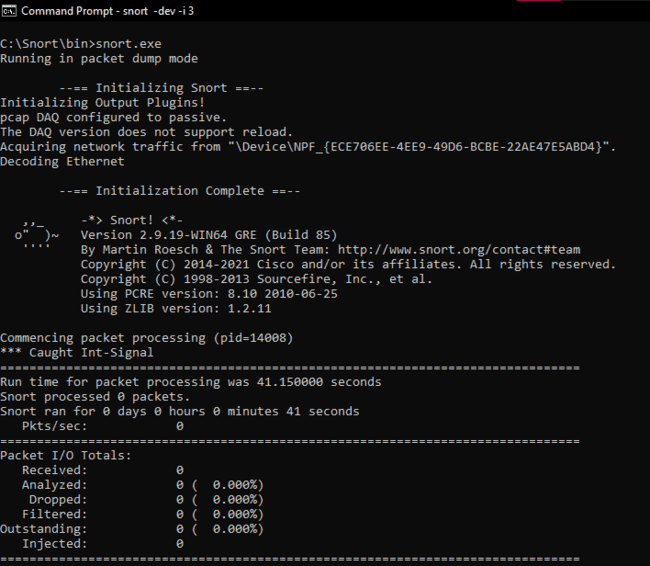 Command Prompt - snort -dev -i 3
C:\Snort\bin>snort.exe
Running in packet dump mode
--== Initializing Snort ==--
Initializing Output Plugins!
pcap DAQ configured to passive.
The DAQ version does not support reload.
Acquiring network traffic from "\Device\NPF_{ECE706EE-4EE9-49D6-BCBE-22AE47E5ABD4}".
Decoding Ethernet
--== Initialization Complete ==--
,,_     -*> Snort! <*-
o"  )~   Version 2.9.19-WIN64 GRE (Build 85)
''''    By Martin Roesch & The Snort Team: http://www.snort.org/contact#team
Copyright (C) 2014-2021 Cisco and/or its affiliates. All rights reserved.
Copyright (C) 1998-2013 Sourcefire, Inc., et al.
Using PCRE version: 8.10 2010-06-25
Using ZLIB version: 1.2.11
Commencing packet processing (pid=14008)
*** Caught Int-Signal
===============================================================================
Run time for packet processing was 41.150000 seconds
Snort processed 0 packets.
Snort ran for 0 days 0 hours 0 minutes 41 seconds
Pkts/sec:            0
===============================================================================
Packet I/O Totals:
Received:            0
Analyzed:            0 (  0.000%)
Dropped:            0 (  0.000%)
Filtered:            0 (  0.000%)
Outstanding:            0 (  0.000%)
Injected:            0
===============================================================================